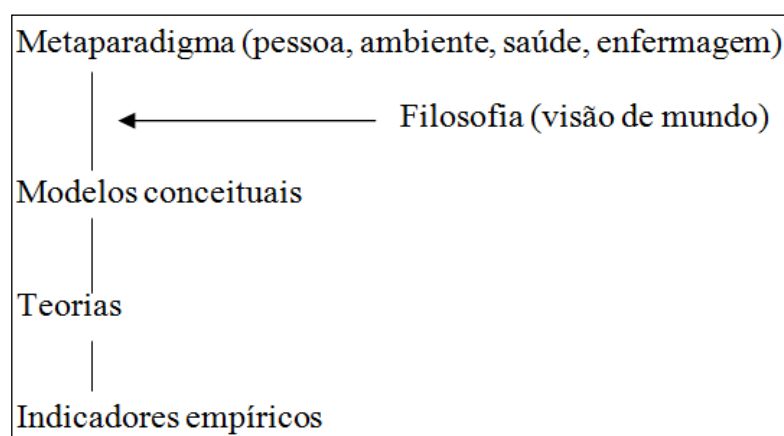 Metaparadigma (pessoa, ambiente, saúde, enfermagem)
Filosofia (visão de mundo)
Modelos conceituais
Teorias
Indicadores empíricos